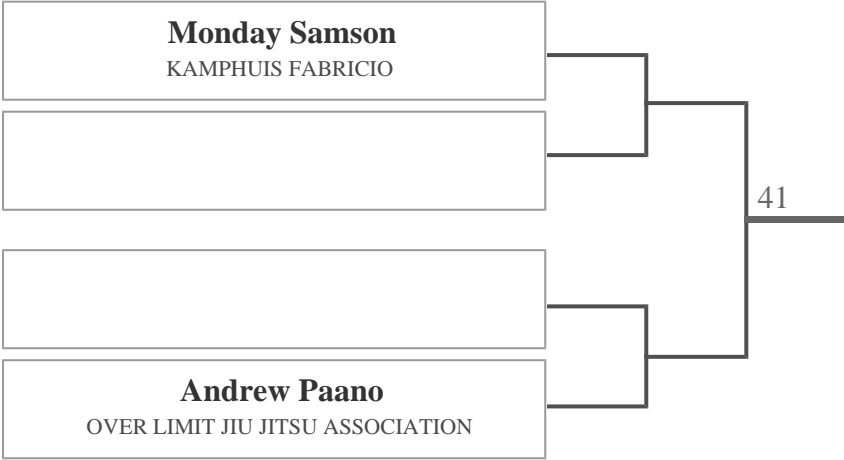 Monday Samson
KAMPHUIS FABRICIO
41
Andrew Paano
OVER LIMIT JIU JITSU ASSOCIATION